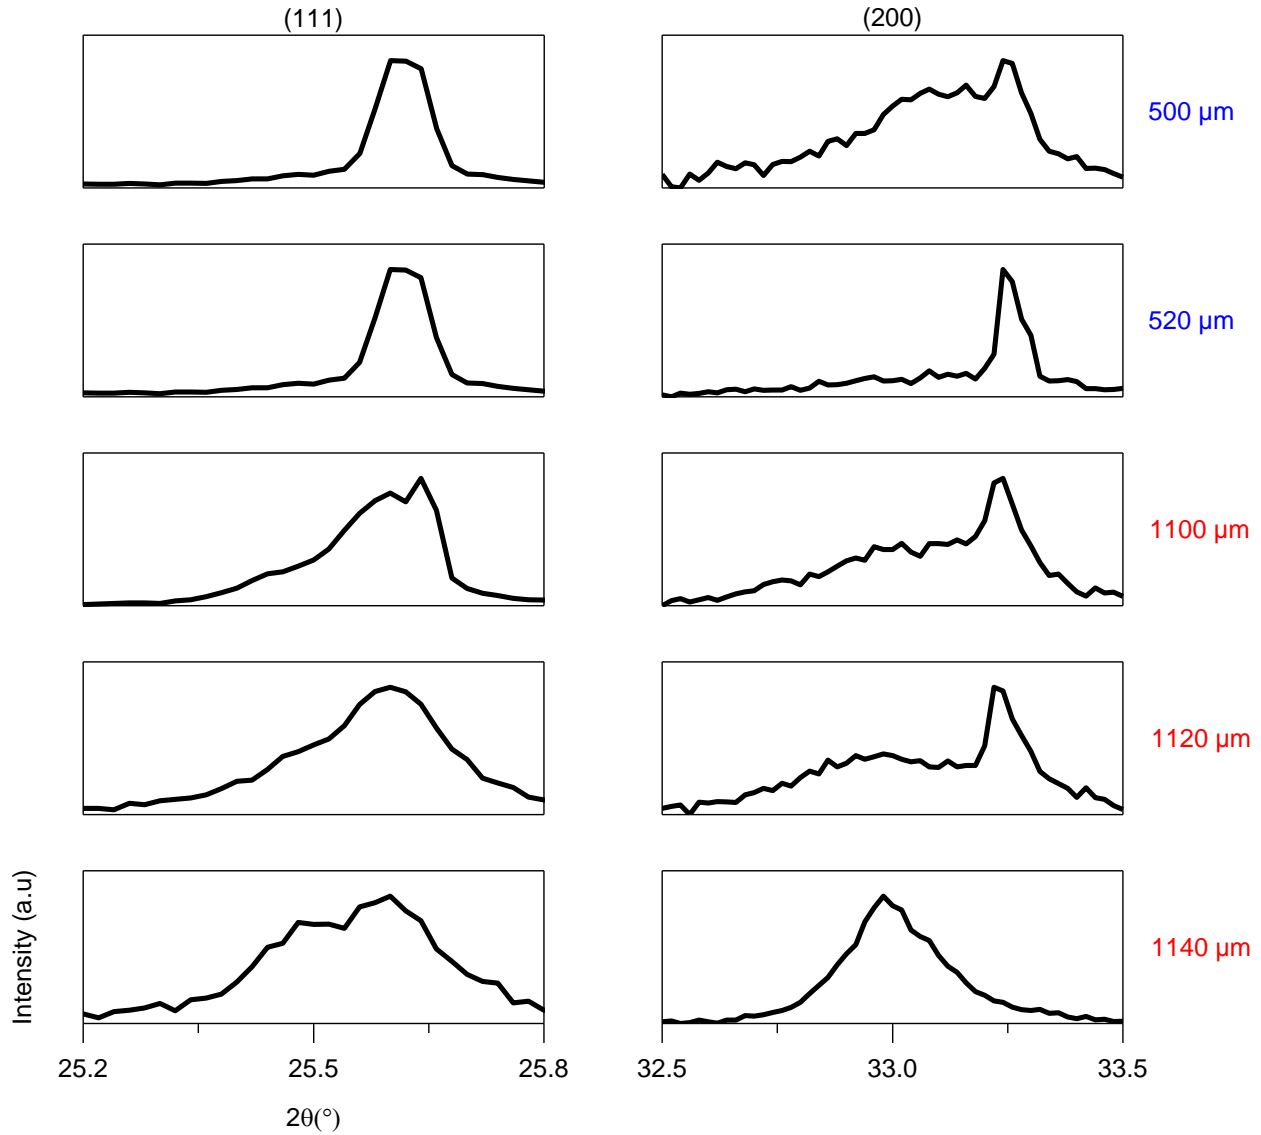 (111)
(200)
500 µm
520 µm
1100 µm
1120 µm
1140 µm
Intensity (a.u)
25.2
25.5
25.8
32.5
33.0
33.5
2θ(°)